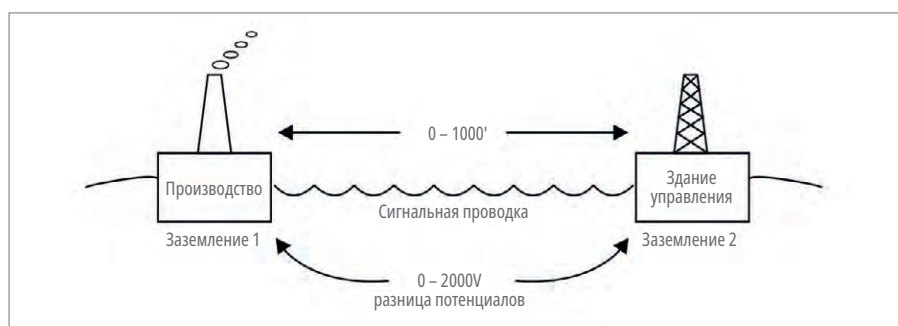 0 – 1000'
Производство
Здание
управления
Сигнальная проводка
Заземление 1
Заземление 2
0 – 2000V
разница потенциалов